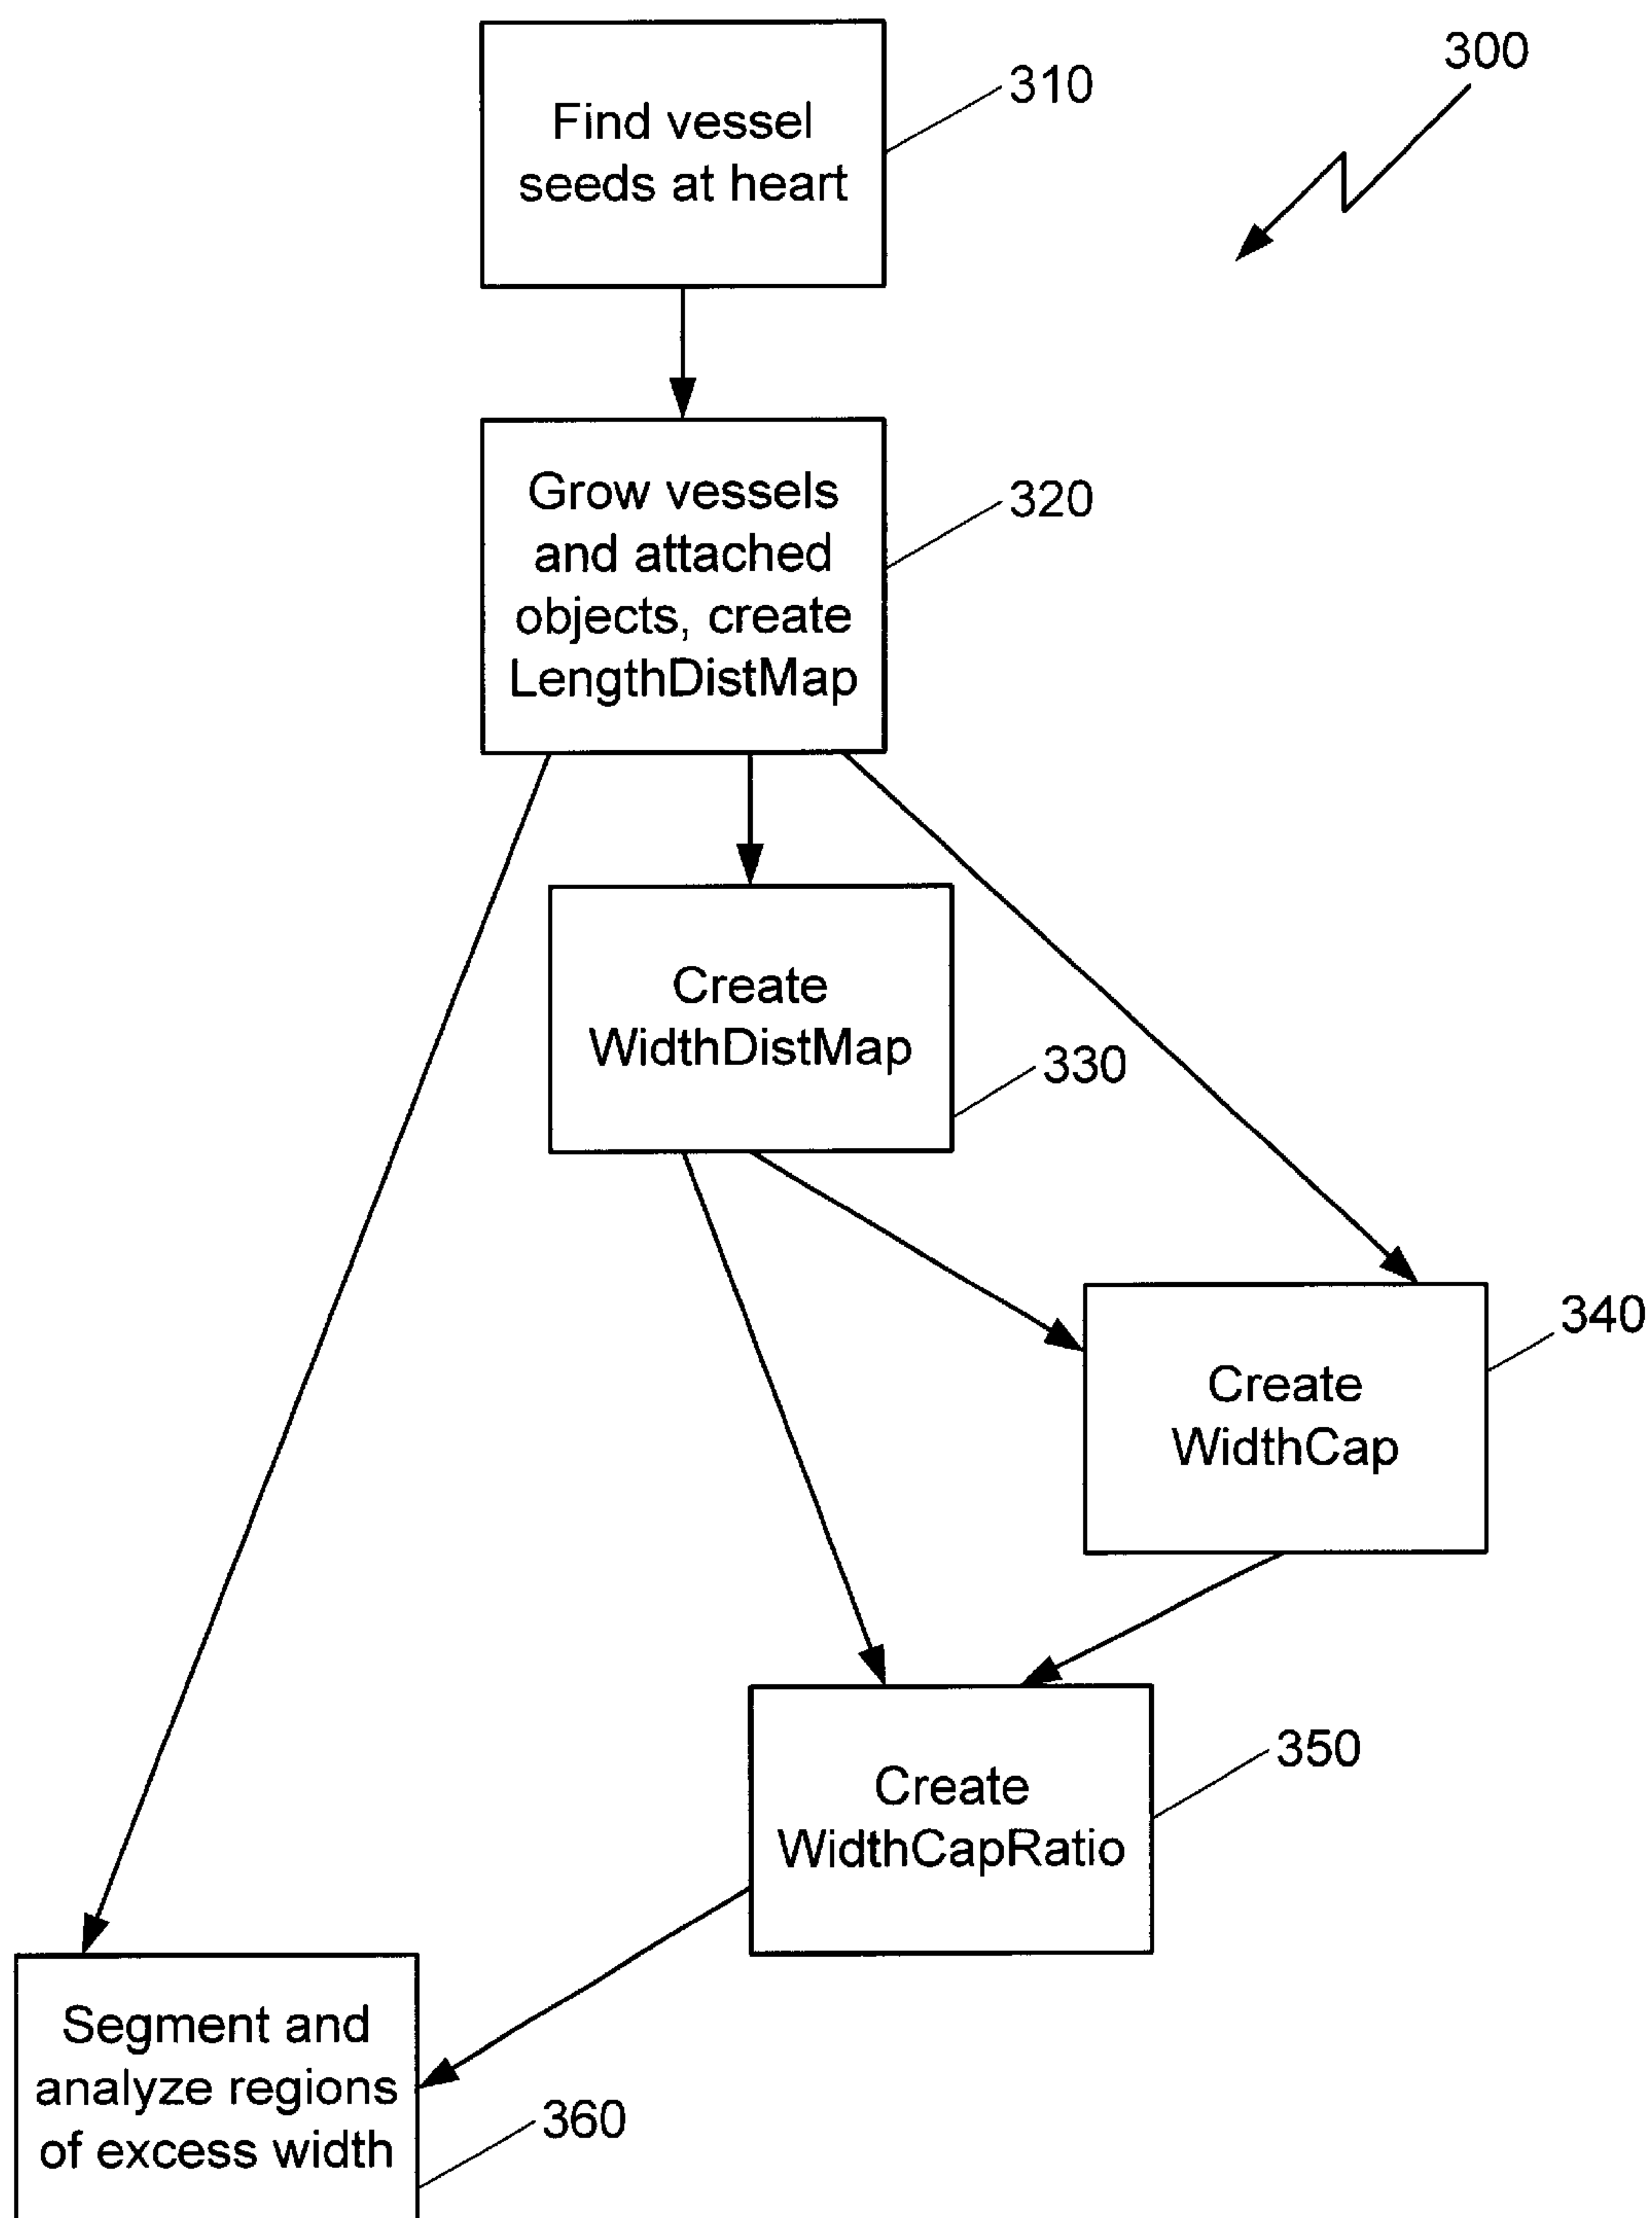 300
Find vessel
seeds at heart
310
Grow vessels
and attached
objects, create
LengthDistMap
320
Create
WidthDistMap
330
Create
WidthCap
340
Create
WidthCapRatio
350
Segment and
analyze regions
of excess width
360